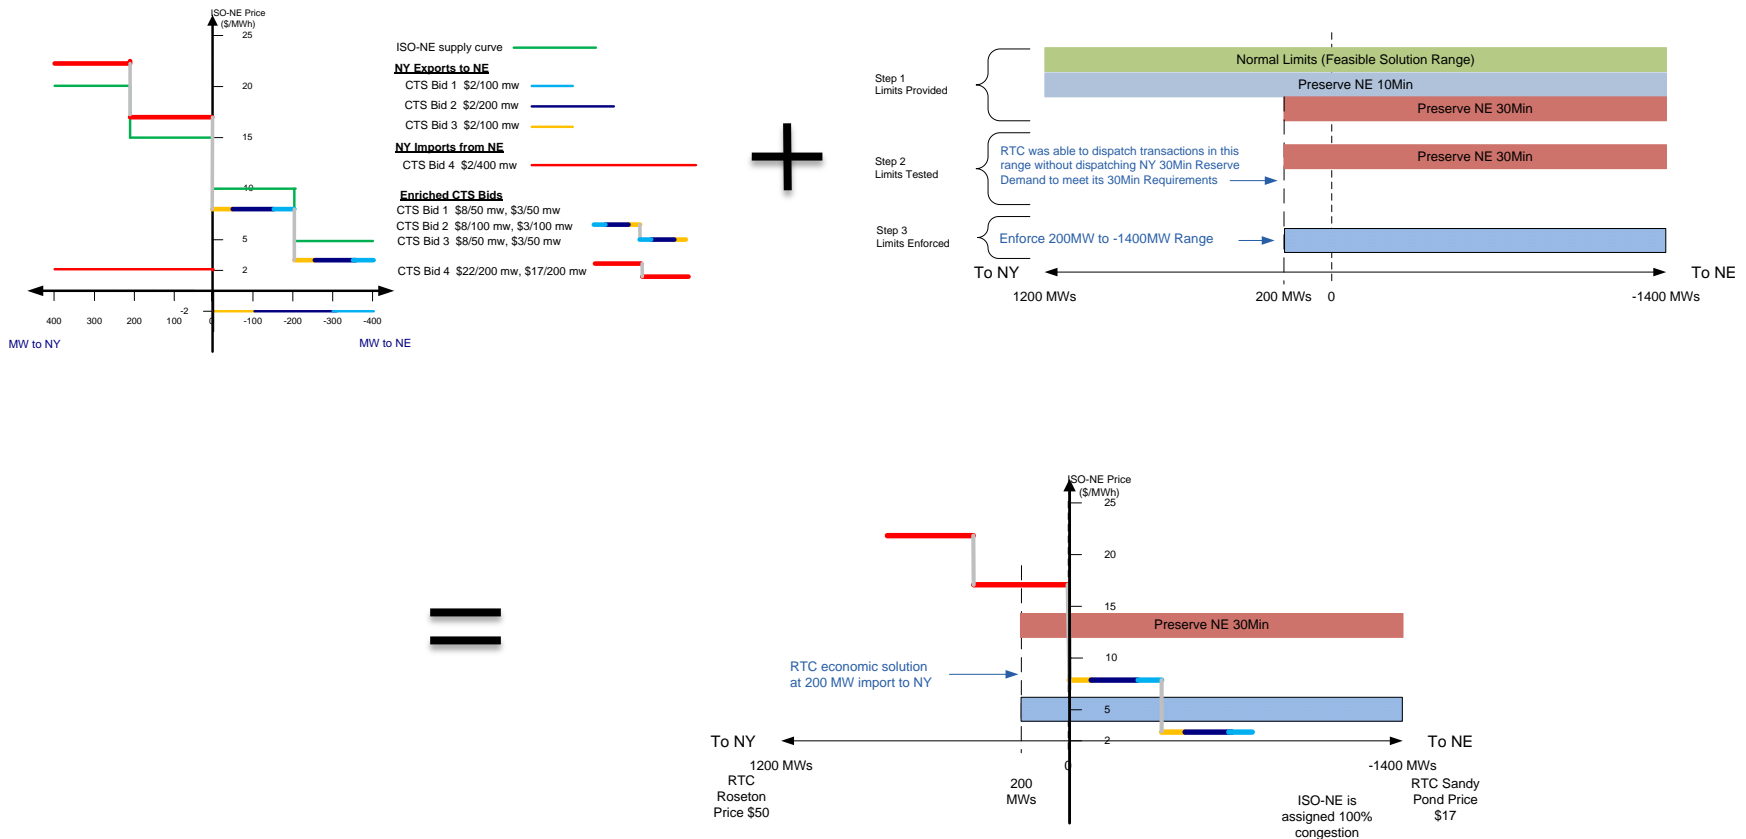 ISO-NE Price
($/MWh)
25
20
15
10
5
2
-2
400
300
200
100
0
-100
-200
-300
-400
MW to NY
MW to NE
ISO-NE supply curve
NY Exports to NE
CTS Bid 1 $2/100 mw
CTS Bid 2 $2/200 mw
CTS Bid 3 $2/100 mw
NY Imports from NE
CTS Bid 4 $2/400 mw
Enriched CTS Bids
CTS Bid 1 $8/50 mw, $3/50 mw
CTS Bid 2 $8/100 mw, $3/100 mw
CTS Bid 3 $8/50 mw, $3/50 mw
CTS Bid 4 $22/200 mw, $17/200 mw
+
Step 1
Limits Provided
Normal Limits (Feasible Solution Range)
Preserve NE 10Min
Preserve NE 30Min
Step 2
Limits Tested
RTC was able to dispatch transactions in this
range without dispatching NY 30Min Reserve
Demand to meet its 30Min Requirements
Preserve NE 30Min
Step 3
Limits Enforced
Enforce 200MW to -1400MW Range
To NY
To NE
1200 MWs
200 MWs
0
-1400 MWs
=
ISO-NE Price
($/MWh)
25
20
15
Preserve NE 30Min
10
RTC economic solution
at 200 MW import to NY
5
2
To NY
To NE
1200 MWs
0
-1400 MWs
RTC
Roseton
Price $50
200
MWs
ISO-NE is
assigned 100%
congestion
RTC Sandy
Pond Price
$17